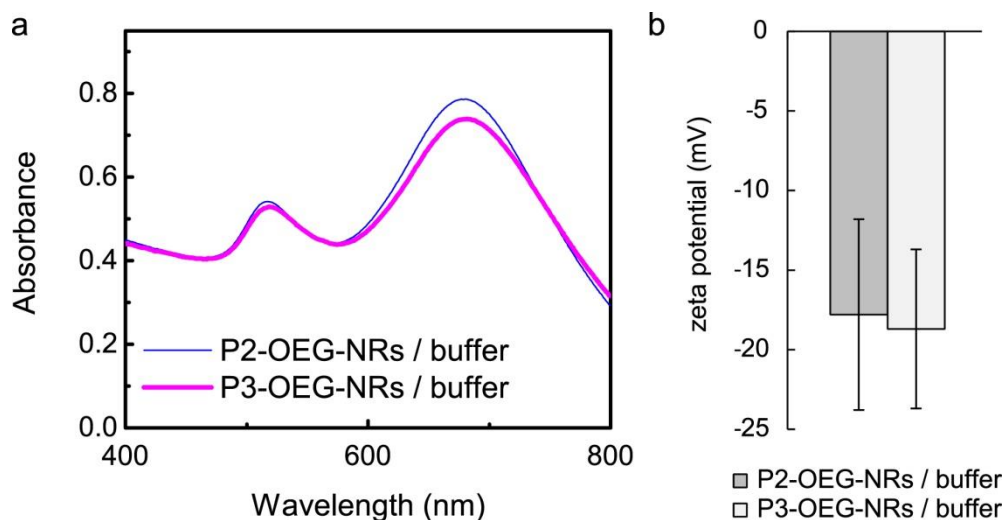 a
Absorbance
0.8
0.6
0.4
0.2
0.0
P2-OEG-NRs / buffer
P3-OEG-NRs / buffer
400
600
800
Wavelength (nm)
b
zeta potential (mV)
0
-5
-10
-15
-20
-25
P2-OEG-NRs / buffer
P3-OEG-NRs / buffer